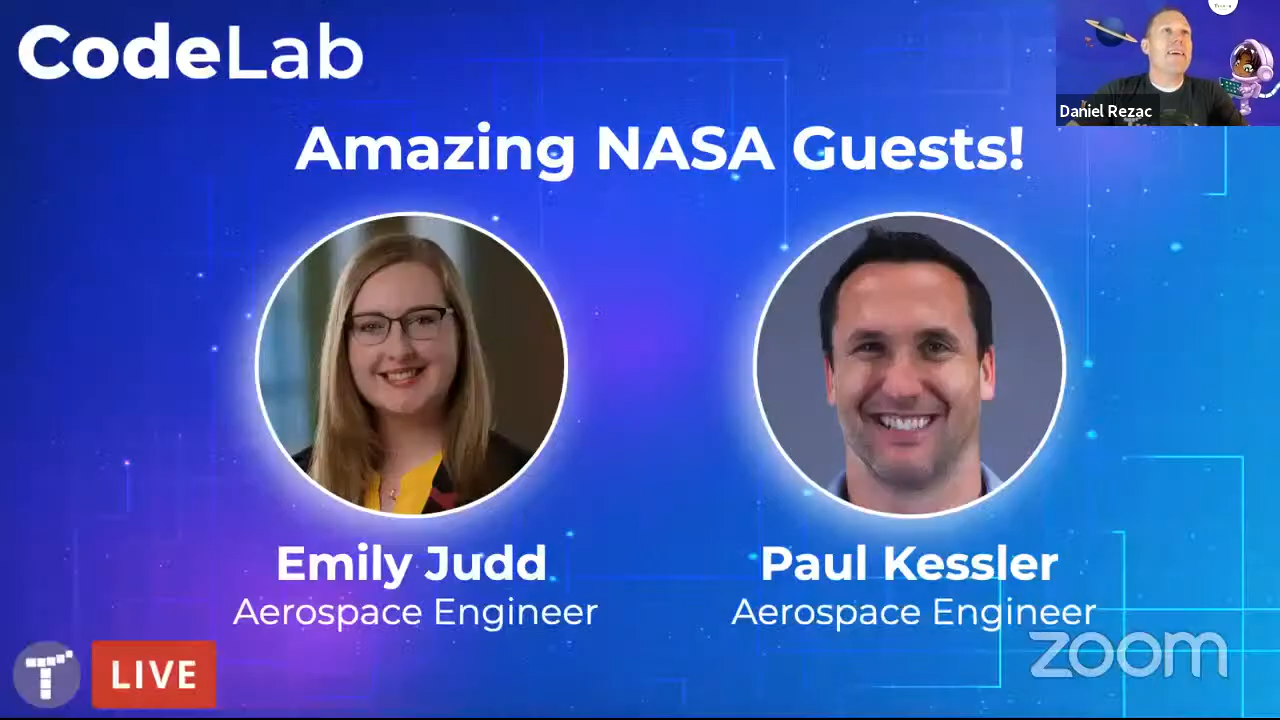 CodeLab
Daniel Rezac
Amazing NASA Guests!
Emily Judd
Aerospace Engineer
Paul Kessler
Aerospace Engineer
LIVE
zoom